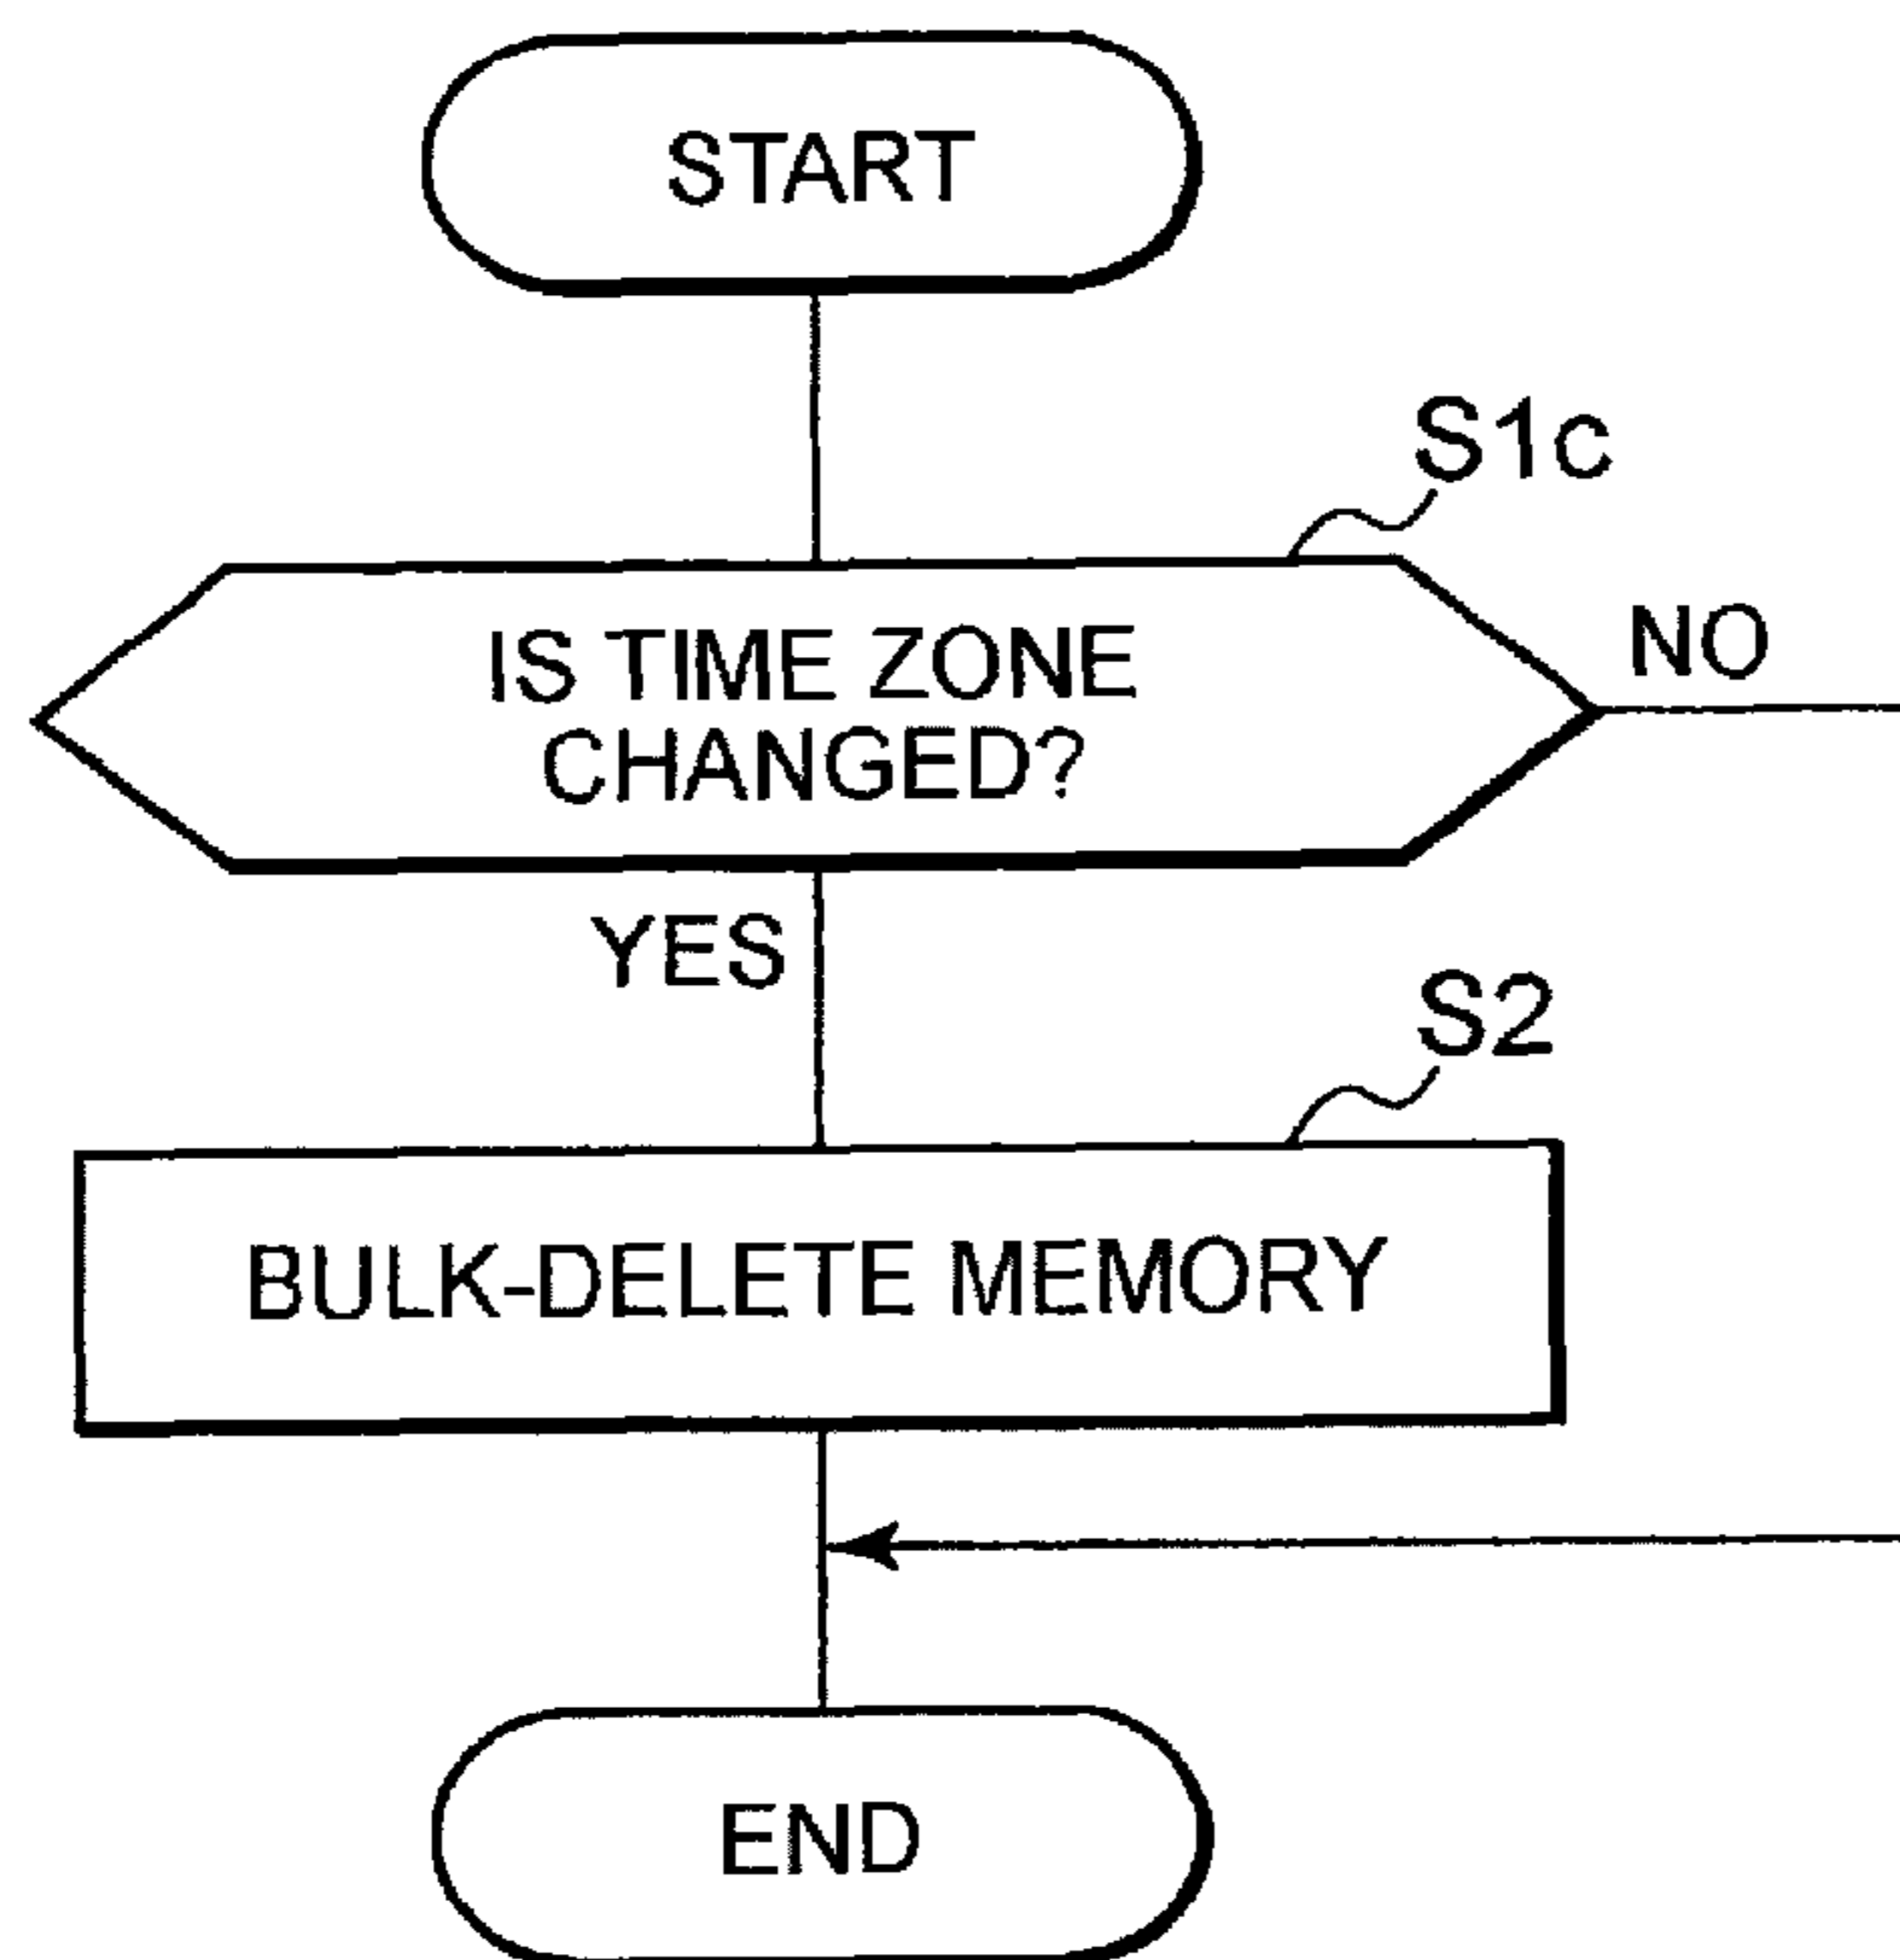 START
S1c
IS TIME ZONE
CHANGED?
NO
YES
S2
BULK-DELETE MEMORY
END